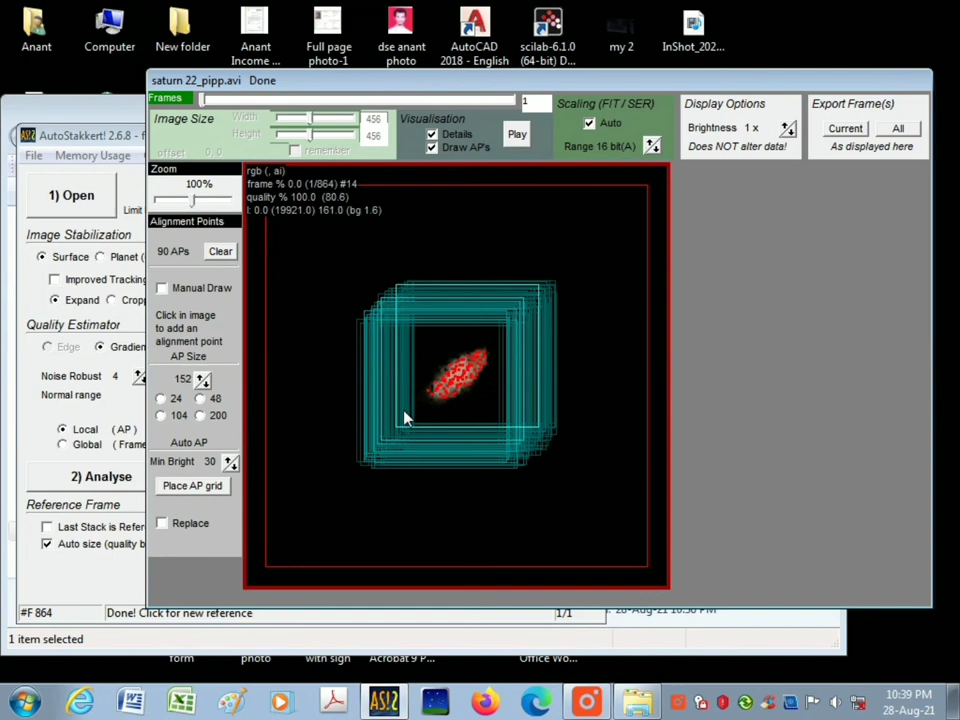 Anant
Computer
New folder
Anant
Income ...
Full page
photo-1
dse anant
photo
AutoCAD
2018 - English
scilab-6.1.0
(64-bit) D...
my 2
InShot_202...
saturn 22_pipp.avi Done
Frames
1
Image Size
Width
456
Height
456
offset 0, 0
remember
Visualisation
Details
Draw AP's
Play
Scaling (FIT / SER)
Auto
Range 16 bit(A)
Display Options
Brightness 1 x
Does NOT alter data!
Export Frame(s)
Current
All
As displayed here
AutoStakkert! 2.6.8 - f
File Memory Usage
1) Open
Limit
Image Stabilization
Surface Planet (
Improved Tracking
Expand Cropp
Quality Estimator
Edge Gradien
Noise Robust 4
Normal range
Local (AP)
Global (Frame
2) Analyse
Reference Frame
Last Stack is Refer
Auto size (quality b
#F 864 Done! Click for new reference 1/1
1 item selected
Zoom
100%
Alignment Points
90 APs Clear
Manual Draw
Click in image
to add an
alignment point
AP Size
152
24 48
104 200
Auto AP
Min Bright 30
Place AP grid
Replace
rgb (, ai)
frame % 0.0 (1/864) #14
quality % 100.0 (80.6)
l: 0.0 (19921.0) 161.0 (bg 1.6)
form
photo
with sign
Acrobat 9 P...
Office Wo...
AS!2
10:39 PM
28-Aug-21